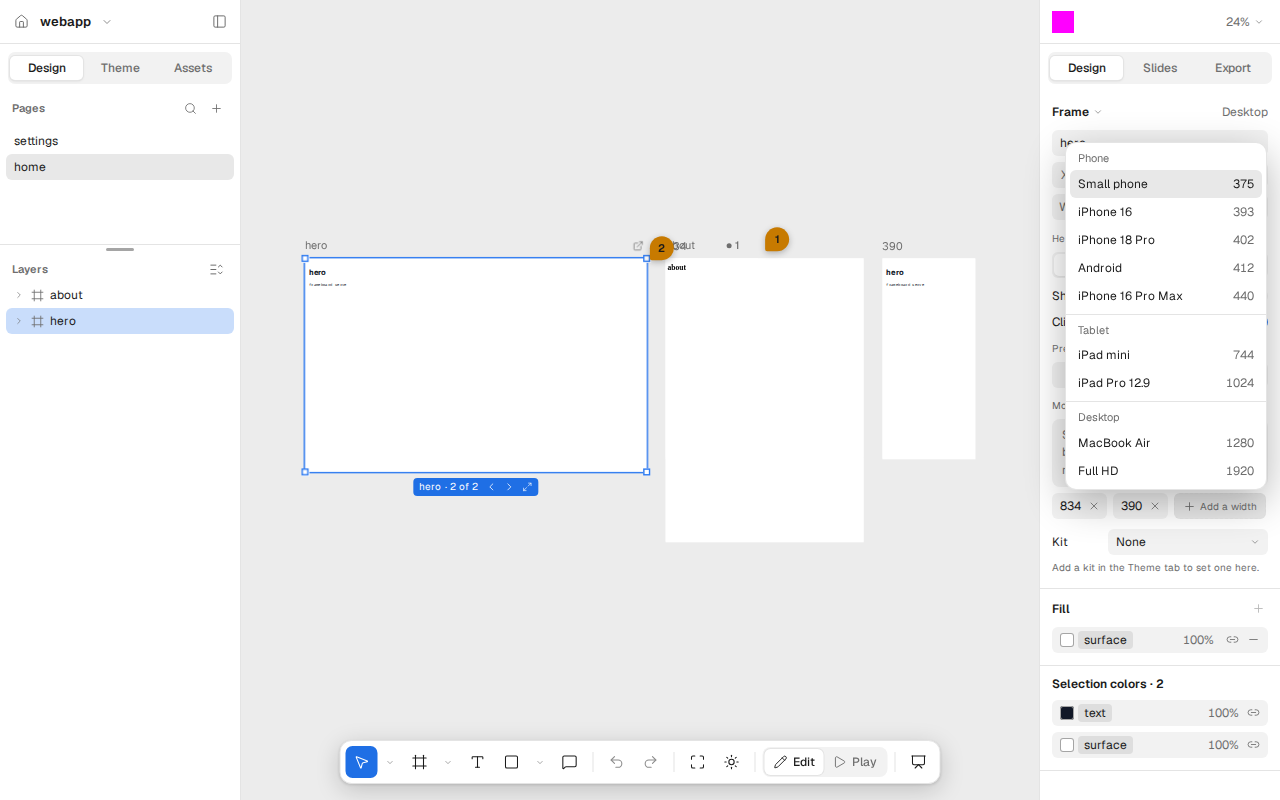 webapp
Design
Theme
Assets
Pages
settings
home
Layers
about
hero
hero
2
1
1
390
hero
about
hero
hero · 2 of 2
Edit
Play
24%
Design
Slides
Export
Frame
Desktop
Phone
Small phone 375
iPhone 16 393
iPhone 18 Pro 402
Android 412
iPhone 16 Pro Max 440
Tablet
iPad mini 744
iPad Pro 12.9 1024
Desktop
MacBook Air 1280
Full HD 1920
834
390
Add a width
Kit
None
Add a kit in the Theme tab to set one here.
Fill
surface 100%
Selection colors · 2
text 100%
surface 100%